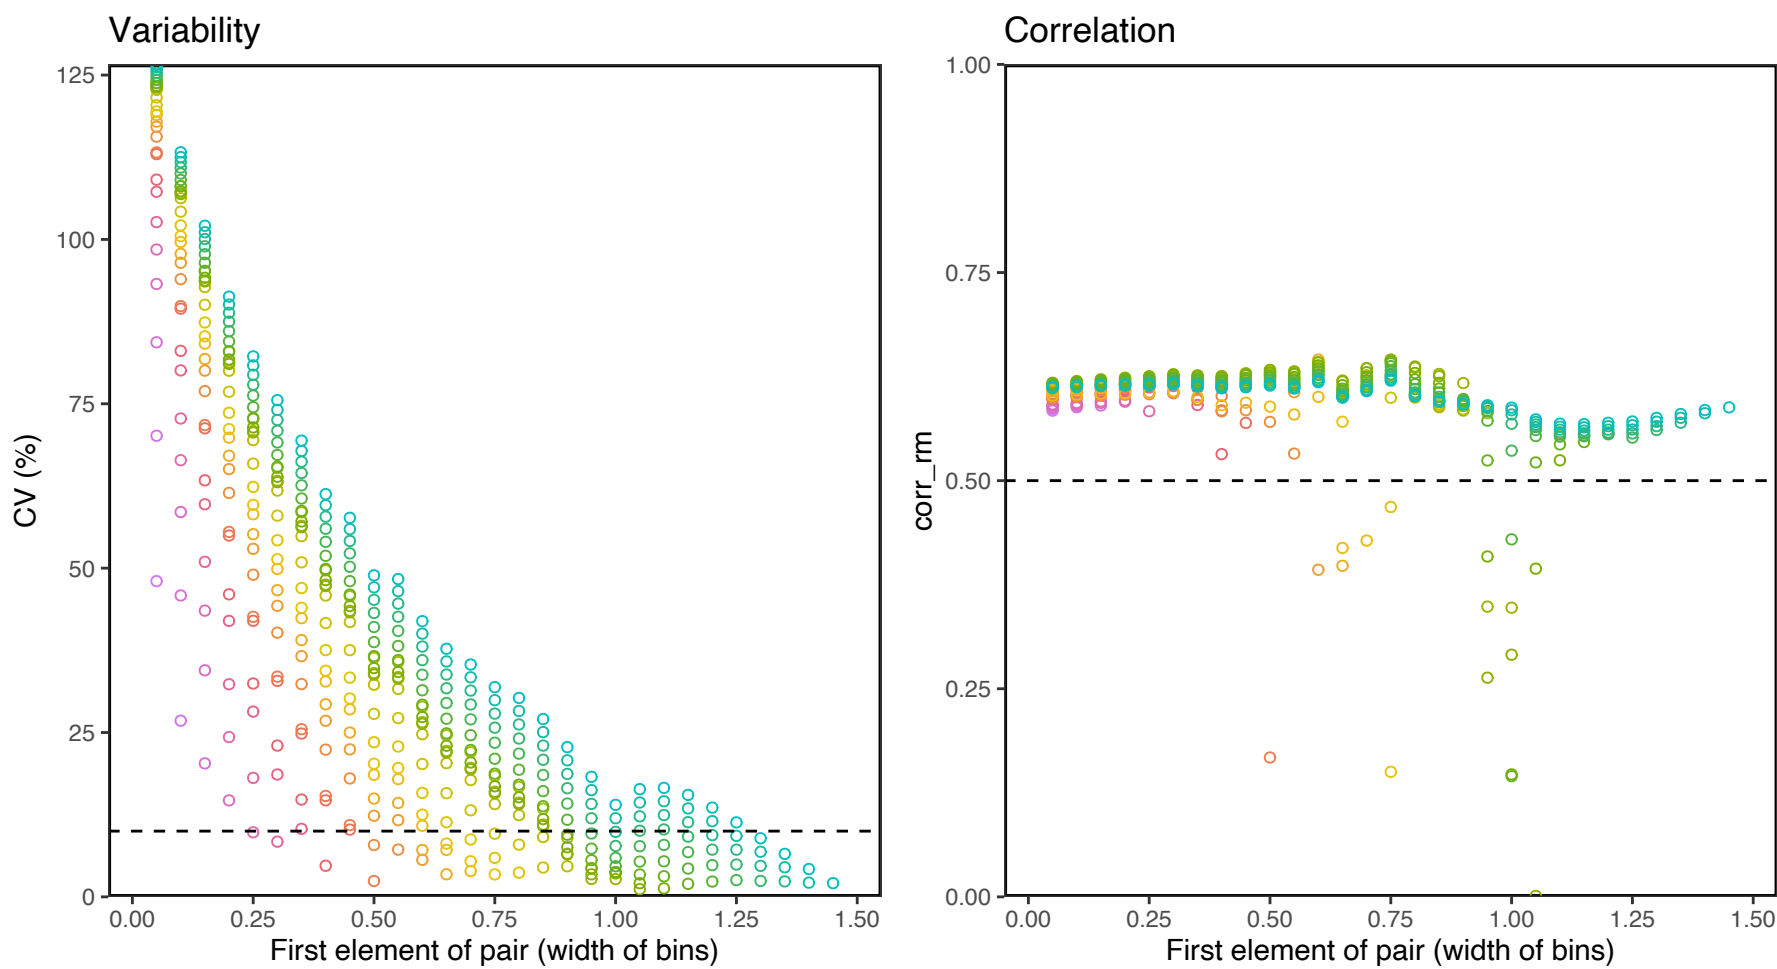 Variability
CV (%)
125
100
75
50
25
0
0.00 0.25 0.50 0.75 1.00 1.25 1.50
First element of pair (width of bins)
Correlation
corr_rm
1.00
0.75
0.50
0.25
0.00
0.00 0.25 0.50 0.75 1.00 1.25 1.50
First element of pair (width of bins)